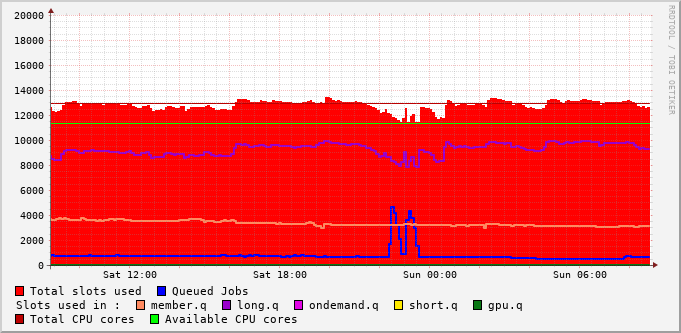 20000
18000
16000
14000
12000
10000
8000
6000
4000
2000
0
Sat 12:00 Sat 18:00 Sun 00:00 Sun 06:00
RRDTOOL / TOBI OETIKER
Total slots used Queued Jobs
Slots used in : member.q long.q ondemand.q short.q gpu.q
Total CPU cores Available CPU cores